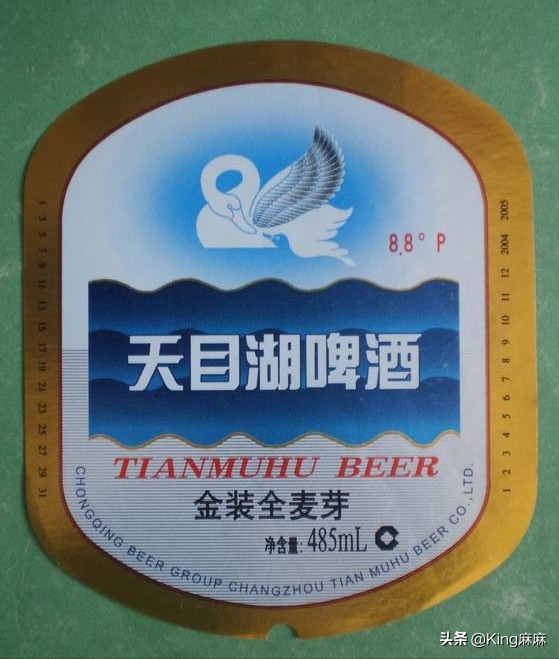 8.8° P
天目湖啤酒
TIANMUHU BEER
金装全麦芽
净含量: 485mL
CHONGQING BEER GROUP CHANGZHOU TIAN MUHU BEER CO., LTD.
1 3 5 7 9 11 13 15 17 19 21 23 25 27 29 31
1 2 3 4 5 6 7 8 9 10 11 12 2004 2005
头条 @King麻麻